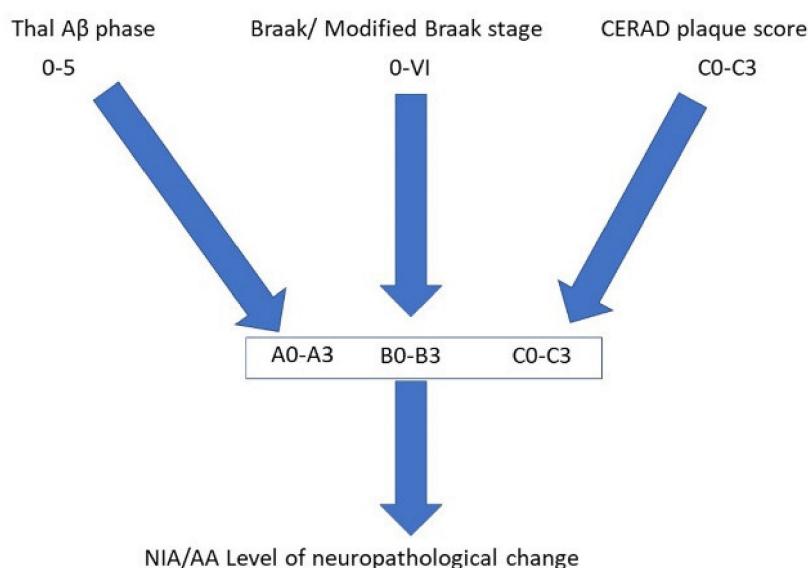 Thal Aβ phase Braak/ Modified Braak stage CERAD plaque score
0-5 0-VI C0-C3
A0-A3 B0-B3 C0-C3
NIA/AA Level of neuropathological change